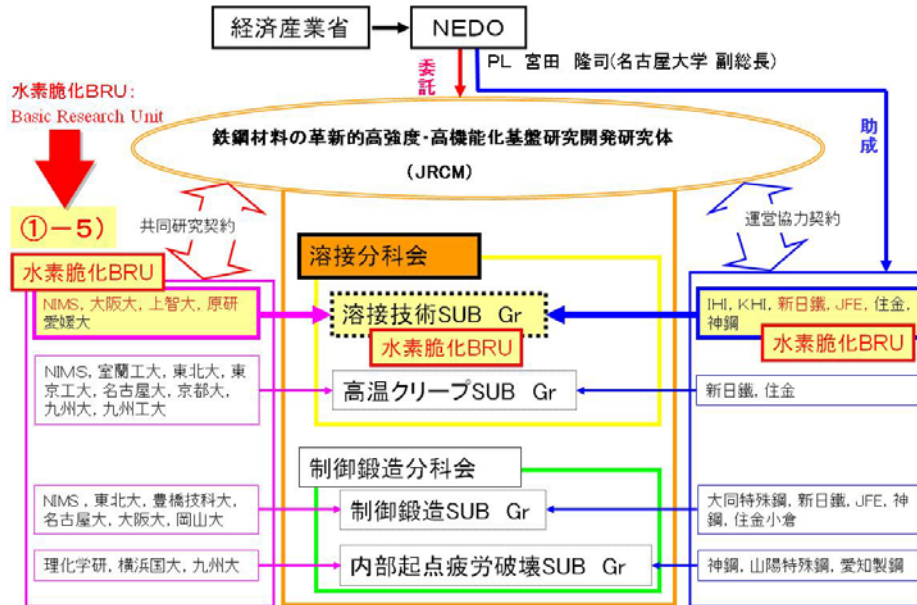 経済産業省
NEDO
PL 宮田 隆司(名古屋大学 副総長)
委託
助成
水素脆化BRU:
Basic Research Unit
鉄鋼材料の革新的高強度・高機能化基盤研究開発研究体
(JRCM)
①-5)
共同研究契約
運営協力契約
水素脆化BRU
溶接分科会
NIMS, 大阪大, 上智大, 原研
愛媛大
溶接技術SUB Gr
水素脆化BRU
IHI, KHI, 新日鐵, JFE, 住金,
神鋼
水素脆化BRU
NIMS, 室蘭工大, 東北大, 東
京工大, 名古屋大, 京都大,
九州大, 九州工大
高温クリープSUB Gr
新日鐵, 住金
制御鍛造分科会
NIMS, 東北大, 豊橋技科大,
名古屋大, 大阪大, 岡山大
制御鍛造SUB Gr
大同特殊鋼, 新日鐵, JFE, 神
鋼, 住金小倉
理化学研, 横浜国大, 九州大
内部起点疲労破壊SUB Gr
神鋼, 山陽特殊鋼, 愛知製鋼